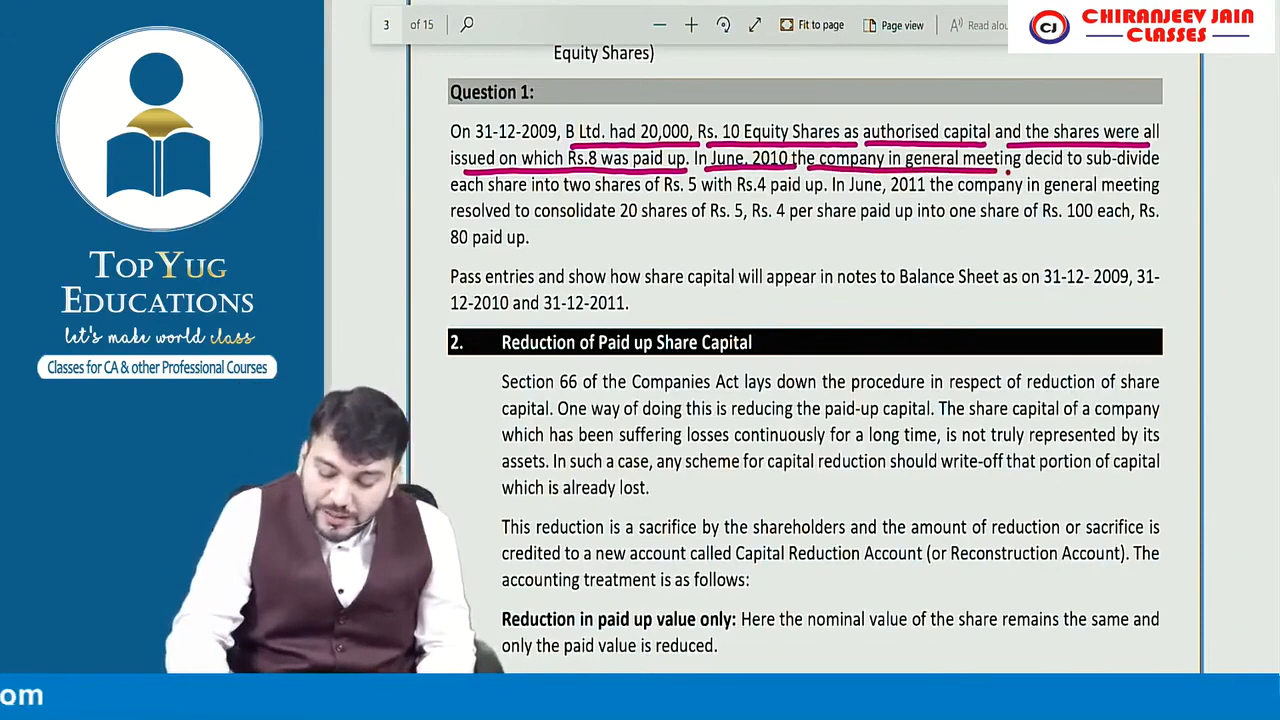 3 of 15
Fit to page
Page view
Read alou
CJ
CHIRANJEEV JAIN
CLASSES
Equity Shares)
Question 1:
On 31-12-2009, B Ltd. had 20,000, Rs. 10 Equity Shares as authorised capital and the shares were all
issued on which Rs.8 was paid up. In June, 2010 the company in general meeting decid to sub-divide
each share into two shares of Rs. 5 with Rs.4 paid up. In June, 2011 the company in general meeting
resolved to consolidate 20 shares of Rs. 5, Rs. 4 per share paid up into one share of Rs. 100 each, Rs.
80 paid up.
Pass entries and show how share capital will appear in notes to Balance Sheet as on 31-12- 2009, 31-
12-2010 and 31-12-2011.
2. Reduction of Paid up Share Capital
Section 66 of the Companies Act lays down the procedure in respect of reduction of share
capital. One way of doing this is reducing the paid-up capital. The share capital of a company
which has been suffering losses continuously for a long time, is not truly represented by its
assets. In such a case, any scheme for capital reduction should write-off that portion of capital
which is already lost.
This reduction is a sacrifice by the shareholders and the amount of reduction or sacrifice is
credited to a new account called Capital Reduction Account (or Reconstruction Account). The
accounting treatment is as follows:
Reduction in paid up value only: Here the nominal value of the share remains the same and
only the paid value is reduced.
TOPYUG
EDUCATIONS
let's make world class
Classes for CA & other Professional Courses
om